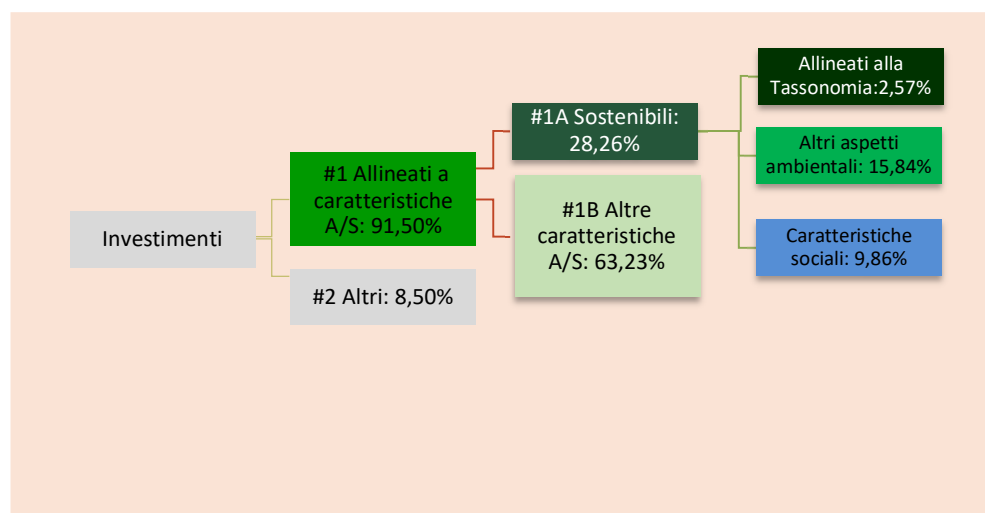 Investimenti
#1 Allineati a
caratteristiche
A/S: 91,50%
#2 Altri: 8,50%
#1A Sostenibili:
28,26%
#1B Altre
caratteristiche
A/S: 63,23%
Allineati alla
Tassonomia:2,57%
Altri aspetti
ambientali: 15,84%
Caratteristiche
sociali: 9,86%